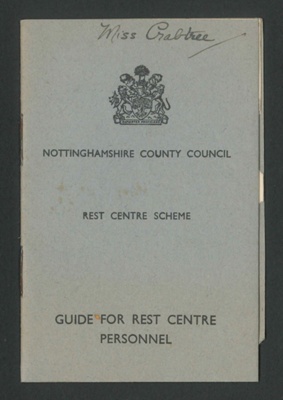 Miss Crabtree
NOTTINGHAMSHIRE COUNTY COUNCIL
REST CENTRE SCHEME
GUIDE FOR REST CENTRE
PERSONNEL